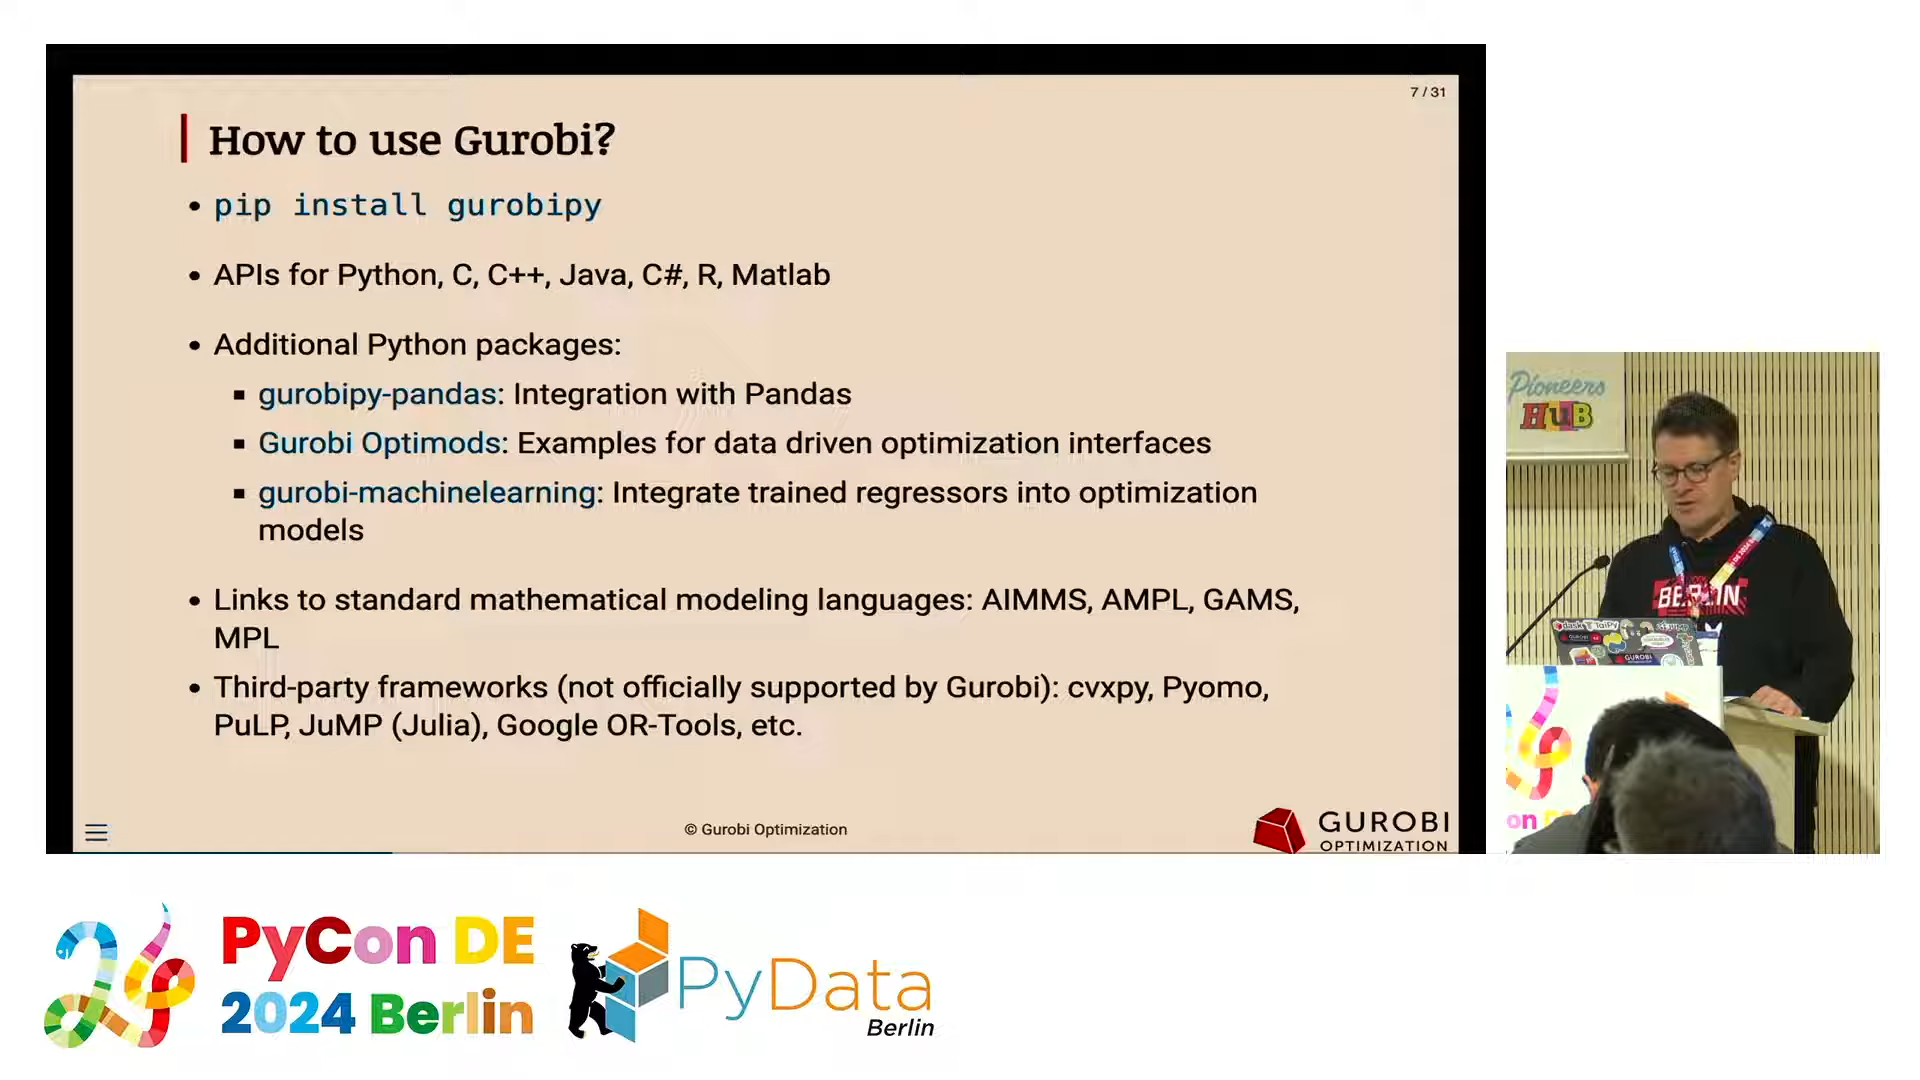 7 / 31
How to use Gurobi?
• pip install gurobipy
• APIs for Python, C, C++, Java, C#, R, Matlab
• Additional Python packages:
▪ gurobipy-pandas: Integration with Pandas
▪ Gurobi Optimods: Examples for data driven optimization interfaces
▪ gurobi-machinelearning: Integrate trained regressors into optimization
models
• Links to standard mathematical modeling languages: AIMMS, AMPL, GAMS,
MPL
• Third-party frameworks (not officially supported by Gurobi): cvxpy, Pyomo,
PuLP, JuMP (Julia), Google OR-Tools, etc.
© Gurobi Optimization
GUROBI
OPTIMIZATION
Pioneers
HUB
BERLIN
dask
GUROBI
on
PyCon DE
2024 Berlin
PyData
Berlin